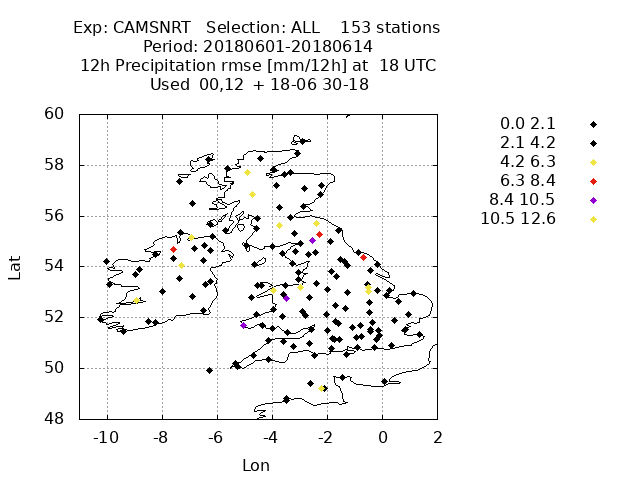 Exp: CAMSNRT   Selection: ALL    153 stations
Period: 20180601-20180614
12h Precipitation rmse [mm/12h] at  18 UTC
Used  00,12  + 18-06 30-18
60
58
56
54
52
50
48
Lat
-10 -8 -6 -4 -2 0 2
Lon
0.0 2.1
2.1 4.2
4.2 6.3
6.3 8.4
8.4 10.5
10.5 12.6